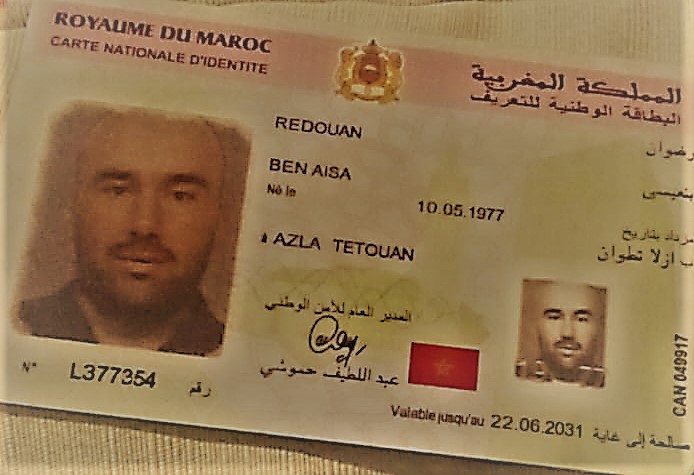 ROYAUME DU MAROC
CARTE NATIONALE D'IDENTITE
المملكة المغربية
البطاقة الوطنية للتعريف
REDOUAN
رضوان
BEN AISA
بنعيسى
Né le
10.05.1977
مزداد بتاريخ
à AZLA TETOUAN
ب ازلا تطوان
المدير العام للأمن الوطني
عبد اللطيف حموشي
N° L377354 رقم
Valable jusqu'au 22.06.2031 صالحة إلى غاية
CAN 049917